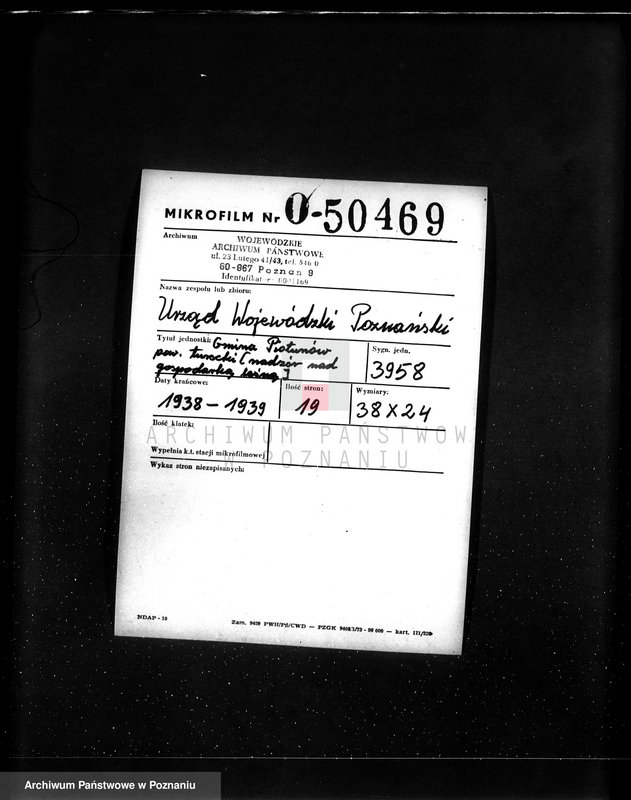 MIKROFILM Nr O-50469
Archiwum
WOJEWÓDZKIE
ARCHIWUM PAŃSTWOWE
ul. 23 Lutego 41/43, tel. 546-0
60-967 Poznań 9
Nazwa zespołu lub zbioru:
Urząd Wojewódzki Poznański
Tytuł jednostki: Gmina Piotunów
pow. turecki [nadzór nad
gospodarką leśną]
Sygn. jedn.
3958
Daty krańcowe:
1938 – 1939
Ilość stron:
19
Wymiary:
38 x 24
Ilość klatek:
ARCHIWUM PAŃSTWOW
W POZNANIU
Wypełnia k.t. stacji mikrofilmowej
Wykaz stron niezapisanych:
NDAP - 10
Archiwum Państwowe w Poznaniu